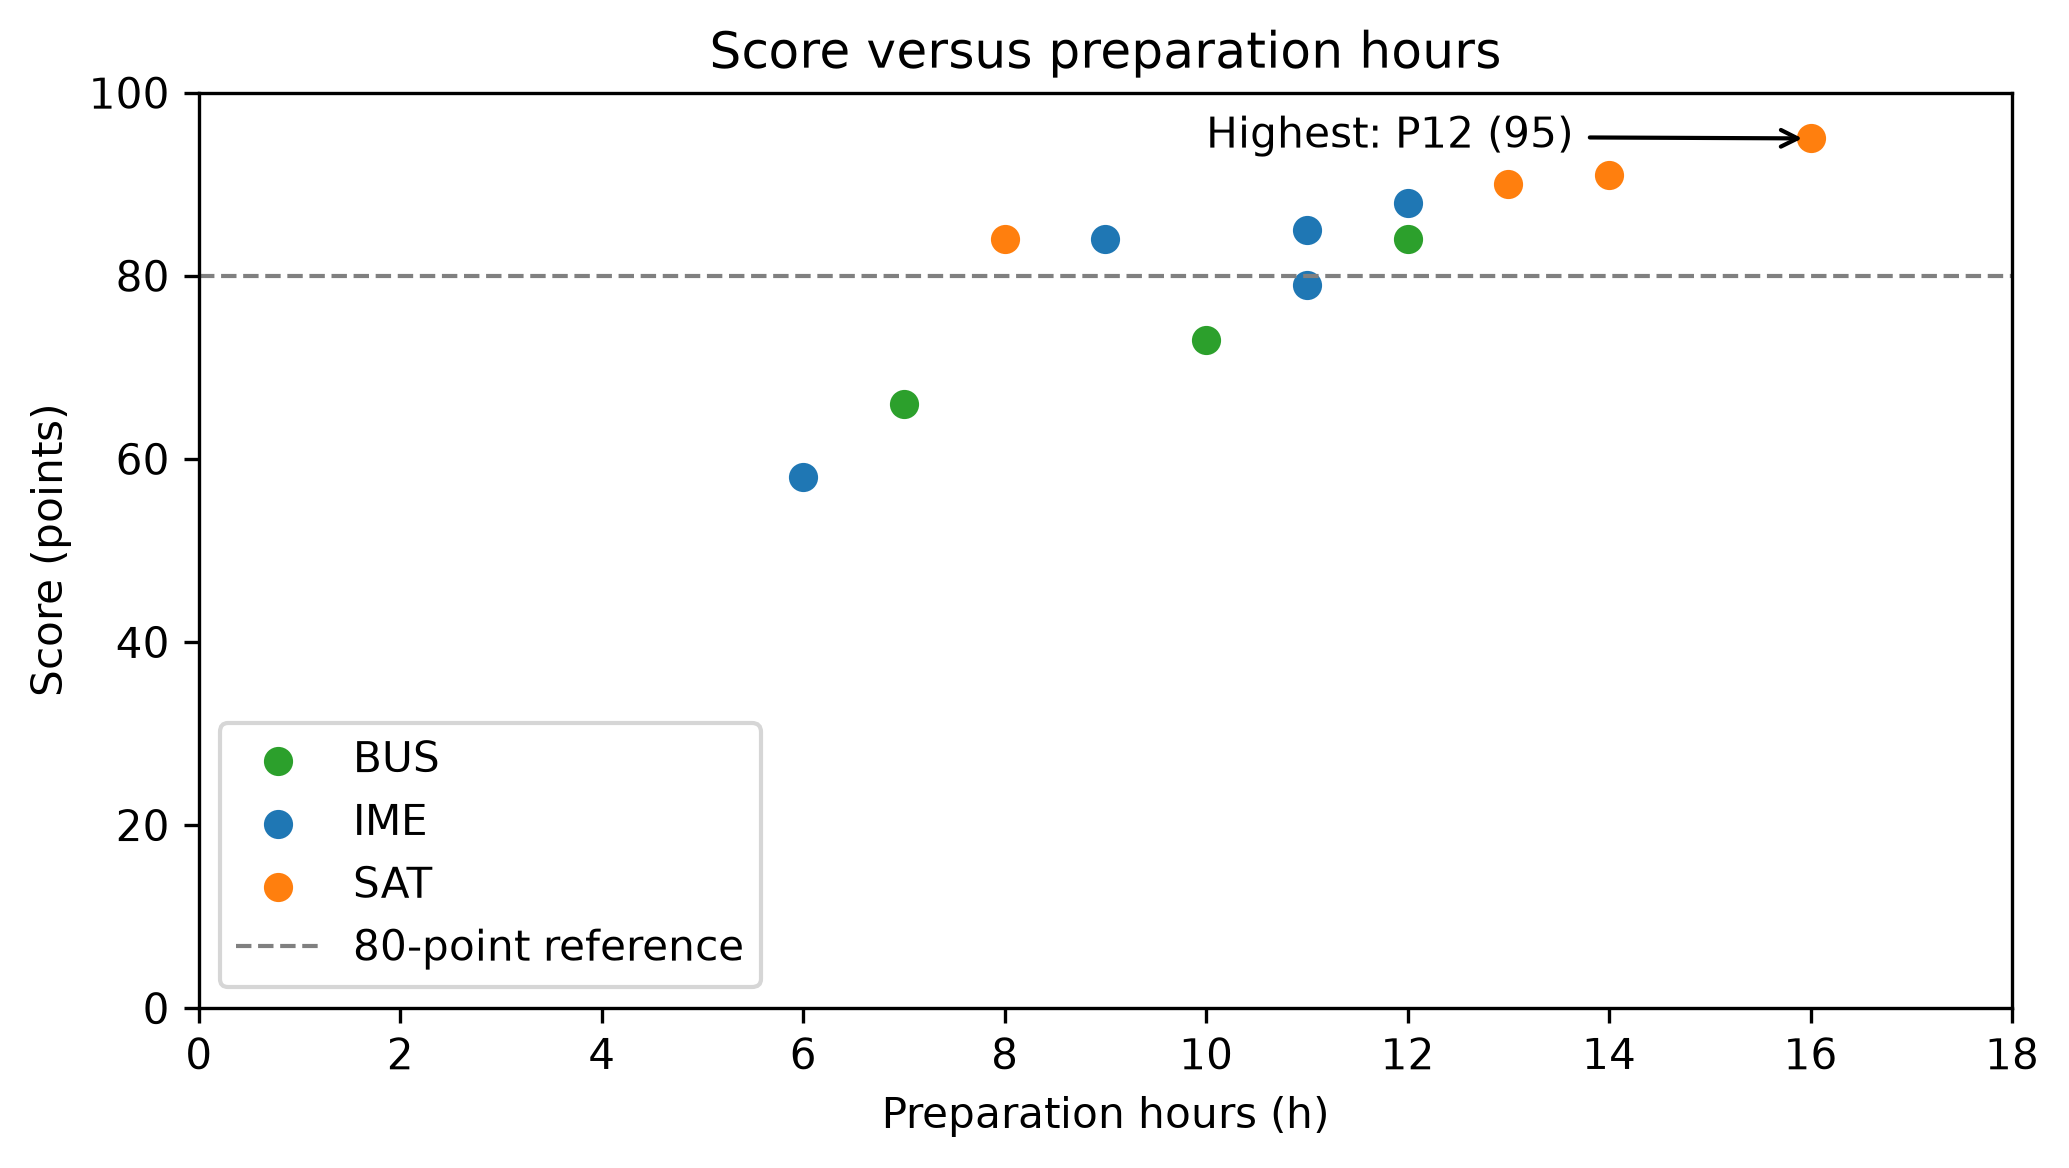 Score versus preparation hours
Highest: P12 (95)
100
80
60
40
20
0
Score (points)
BUS
IME
SAT
80-point reference
0 2 4 6 8 10 12 14 16 18
Preparation hours (h)